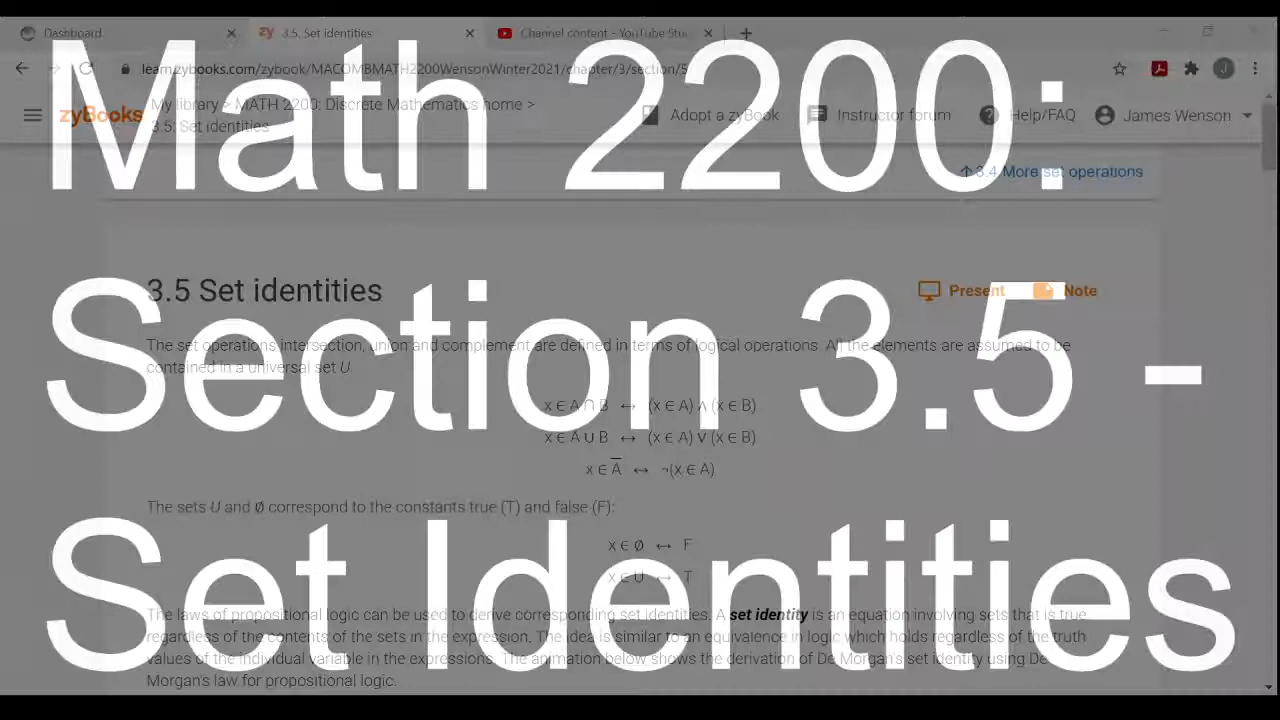 Math 2200:
Section 3.5 -
Set Identities
Dashboard
zy 3.5. Set identities
Channel content - YouTube Stu
learn.zybooks.com/zybook/MACOMBMATH2200WensonWinter2021/chapter/3/section/5
J
zyBooks
My library > MATH 2200: Discrete Mathematics home >
3.5: Set identities
Adopt a zyBook
Instructor forum
Help/FAQ
James Wenson
↑ 3.4 More set operations
3.5 Set identities
Present
Note
The set operations intersection, union and complement are defined in terms of logical operations. All the elements are assumed to be
contained in a universal set U.
x ∈ A ∩ B ↔ (x ∈ A) ∧ (x ∈ B)
x ∈ A ∪ B ↔ (x ∈ A) ∨ (x ∈ B)
x ∈ A̅ ↔ ¬(x ∈ A)
The sets U and ∅ correspond to the constants true (T) and false (F):
x ∈ ∅ ↔ F
x ∈ U ↔ T
The laws of propositional logic can be used to derive corresponding set identities. A set identity is an equation involving sets that is true
regardless of the contents of the sets in the expression. The idea is similar to an equivalence in logic which holds regardless of the truth
values of the individual variable in the expressions. The animation below shows the derivation of De Morgan's set identity using De
Morgan's law for propositional logic.